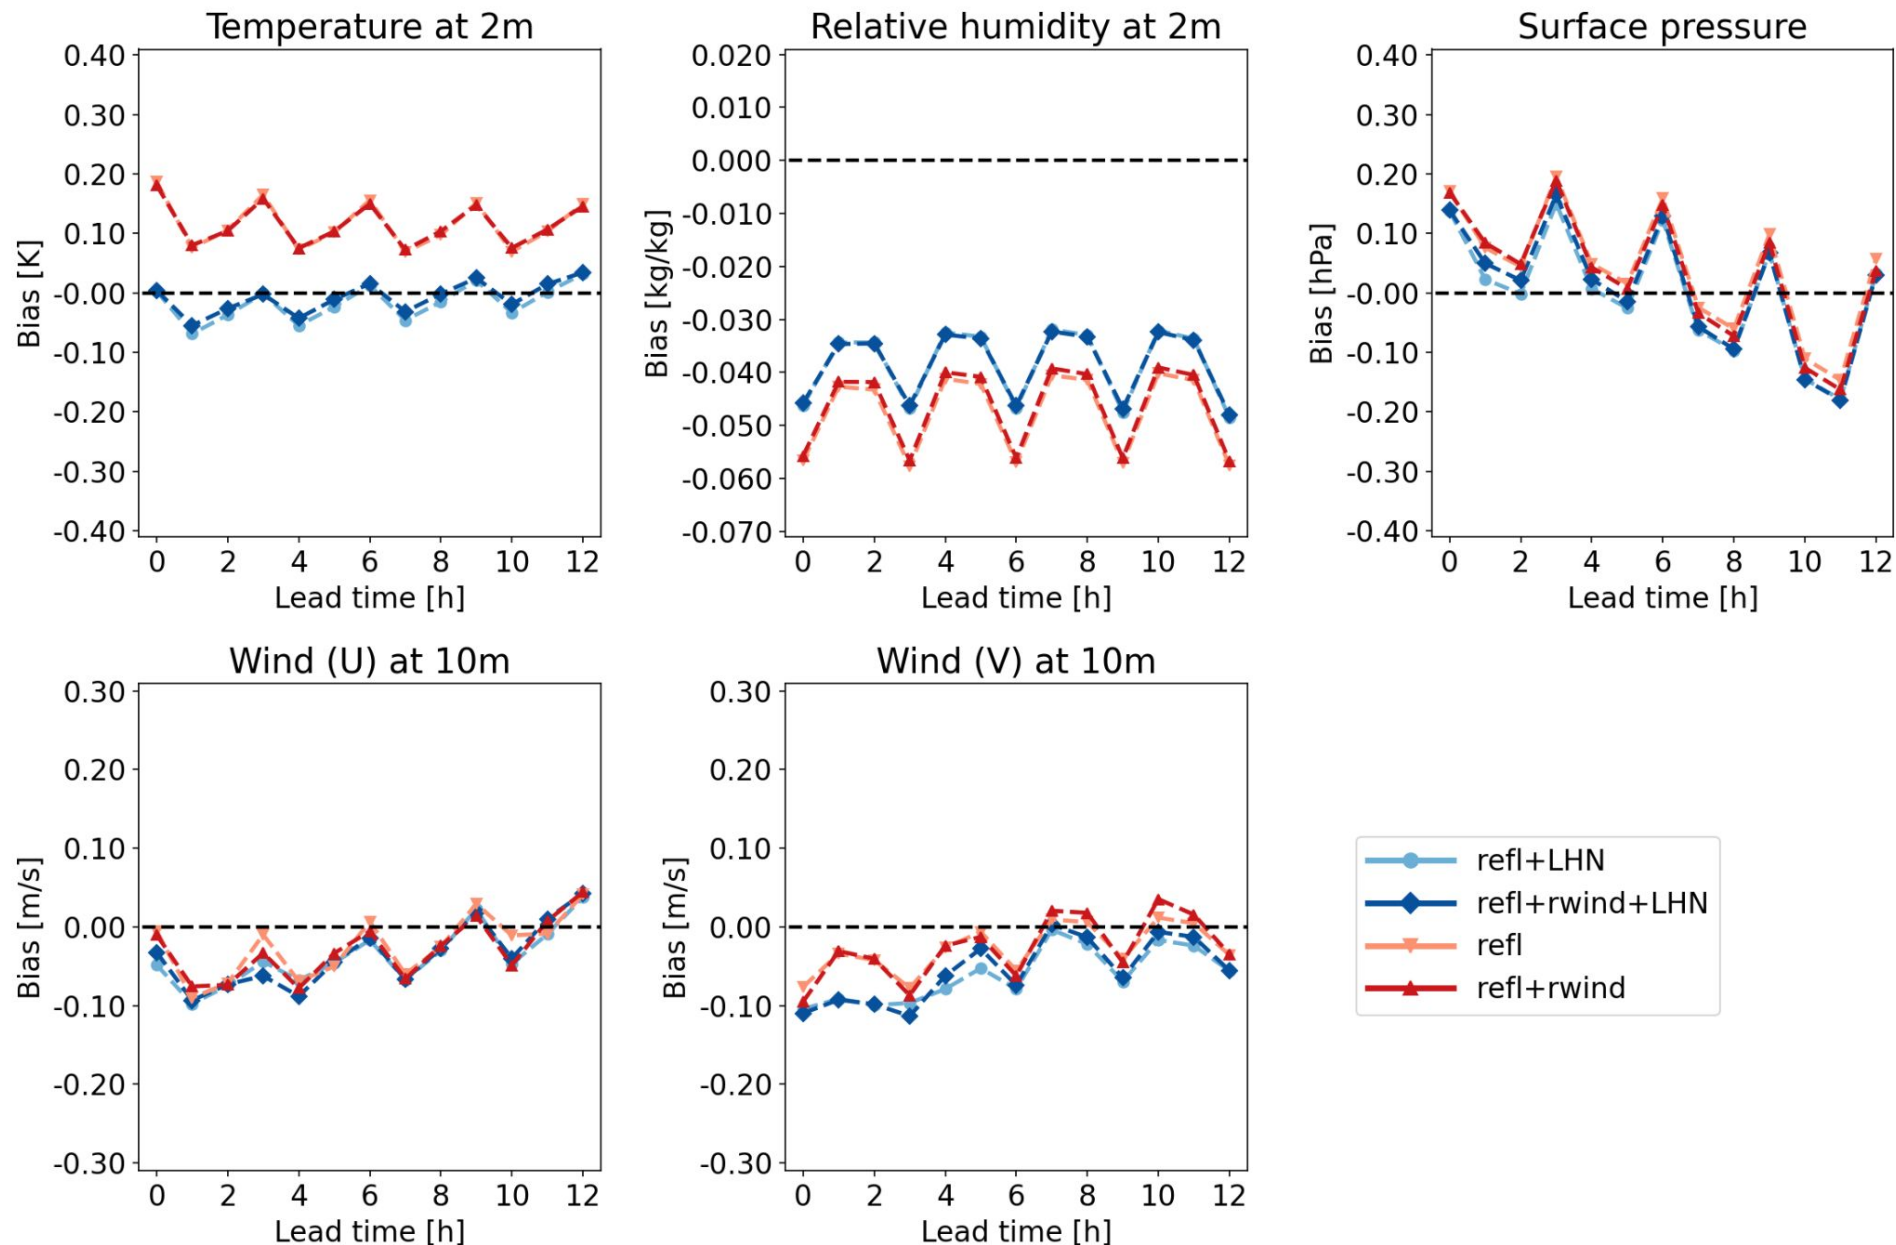 Temperature at 2m
0.40
0.30
0.20
0.10
-0.00
-0.10
-0.20
-0.30
-0.40
Bias [K]
0 2 4 6 8 10 12
Lead time [h]
Relative humidity at 2m
0.020
0.010
0.000
-0.010
-0.020
-0.030
-0.040
-0.050
-0.060
-0.070
Bias [kg/kg]
0 2 4 6 8 10 12
Lead time [h]
Surface pressure
0.40
0.30
0.20
0.10
-0.00
-0.10
-0.20
-0.30
-0.40
Bias [hPa]
0 2 4 6 8 10 12
Lead time [h]
Wind (U) at 10m
0.30
0.20
0.10
0.00
-0.10
-0.20
-0.30
Bias [m/s]
0 2 4 6 8 10 12
Lead time [h]
Wind (V) at 10m
0.30
0.20
0.10
0.00
-0.10
-0.20
-0.30
Bias [m/s]
0 2 4 6 8 10 12
Lead time [h]
refl+LHN
refl+rwind+LHN
refl
refl+rwind